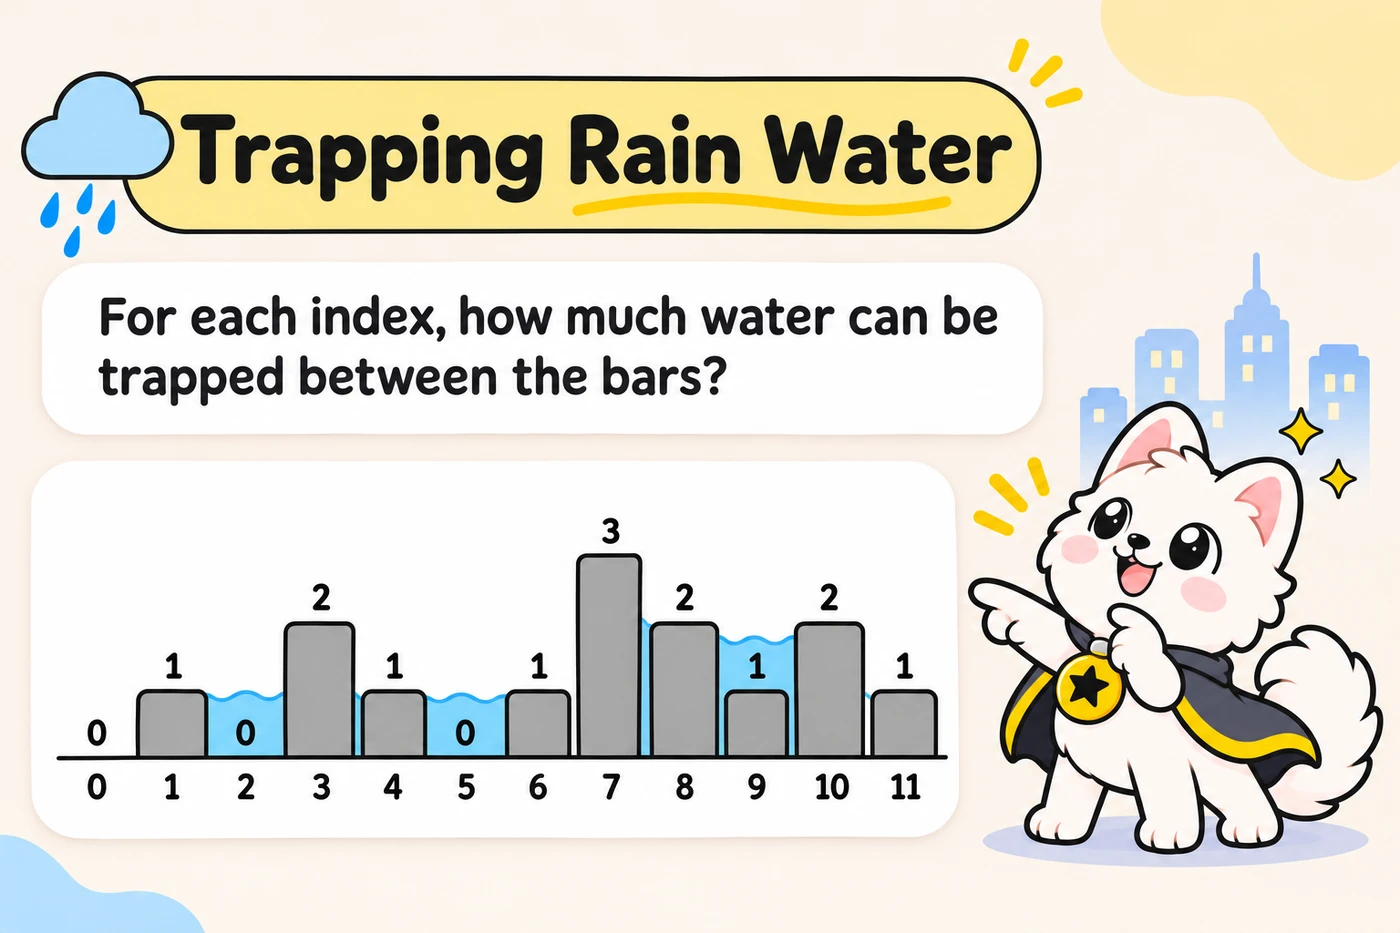 Trapping Rain Water
For each index, how much water can be
trapped between the bars?
3
2 2 2
1 1 1 1 1
0 0 0
0 1 2 3 4 5 6 7 8 9 10 11